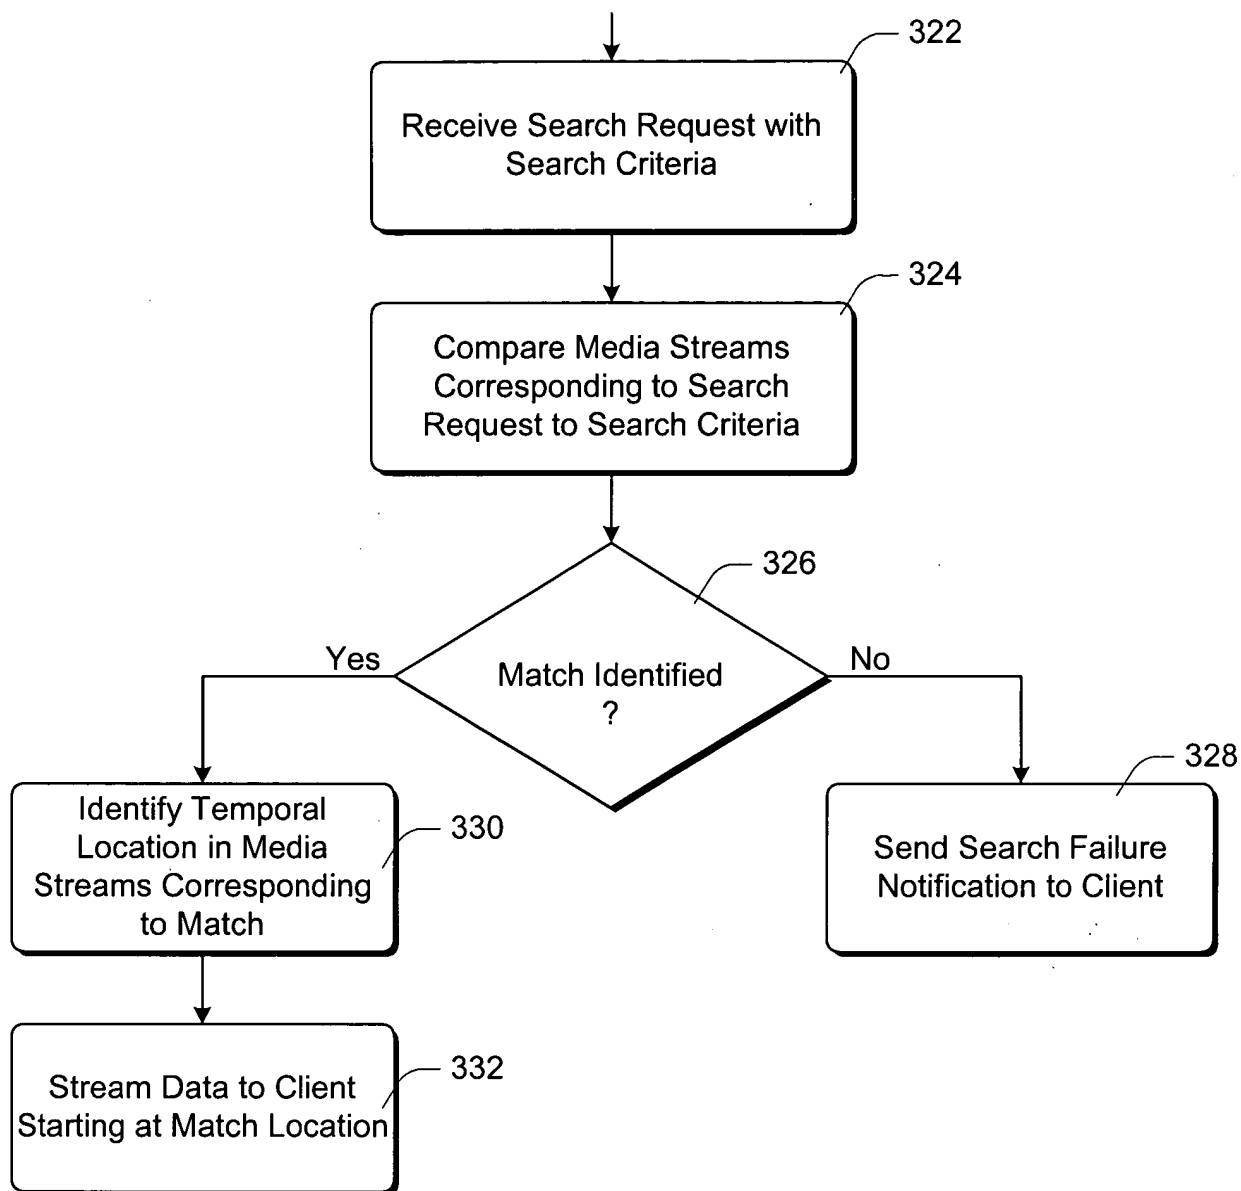 322
Receive Search Request with
Search Criteria
324
Compare Media Streams
Corresponding to Search
Request to Search Criteria
326
Yes
No
Match Identified
?
328
Identify Temporal
Location in Media
Streams Corresponding
to Match
330
Send Search Failure
Notification to Client
332
Stream Data to Client
Starting at Match Location